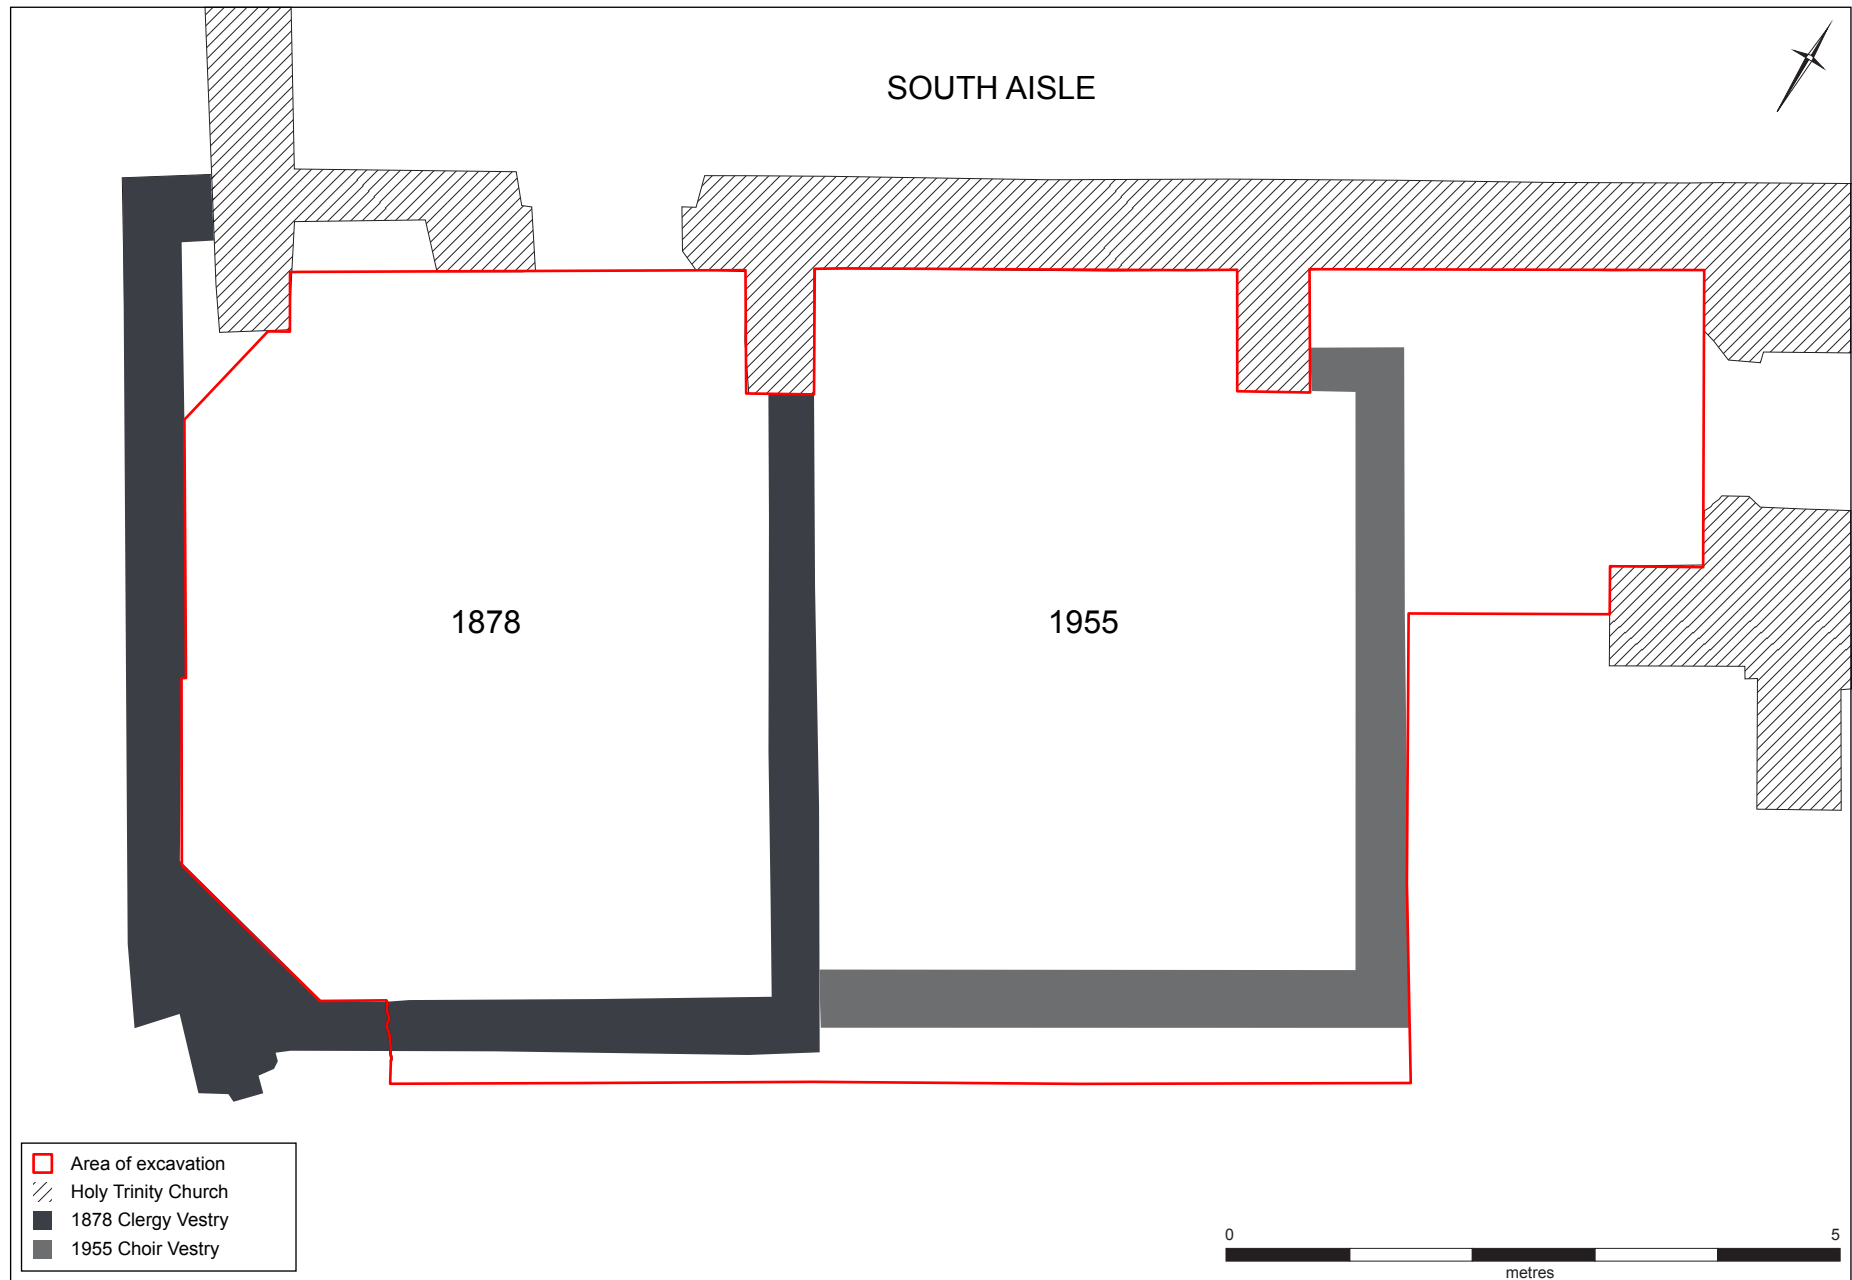 SOUTH AISLE
1878
1955
Area of excavation
Holy Trinity Church
1878 Clergy Vestry
1955 Choir Vestry
0 5
metres